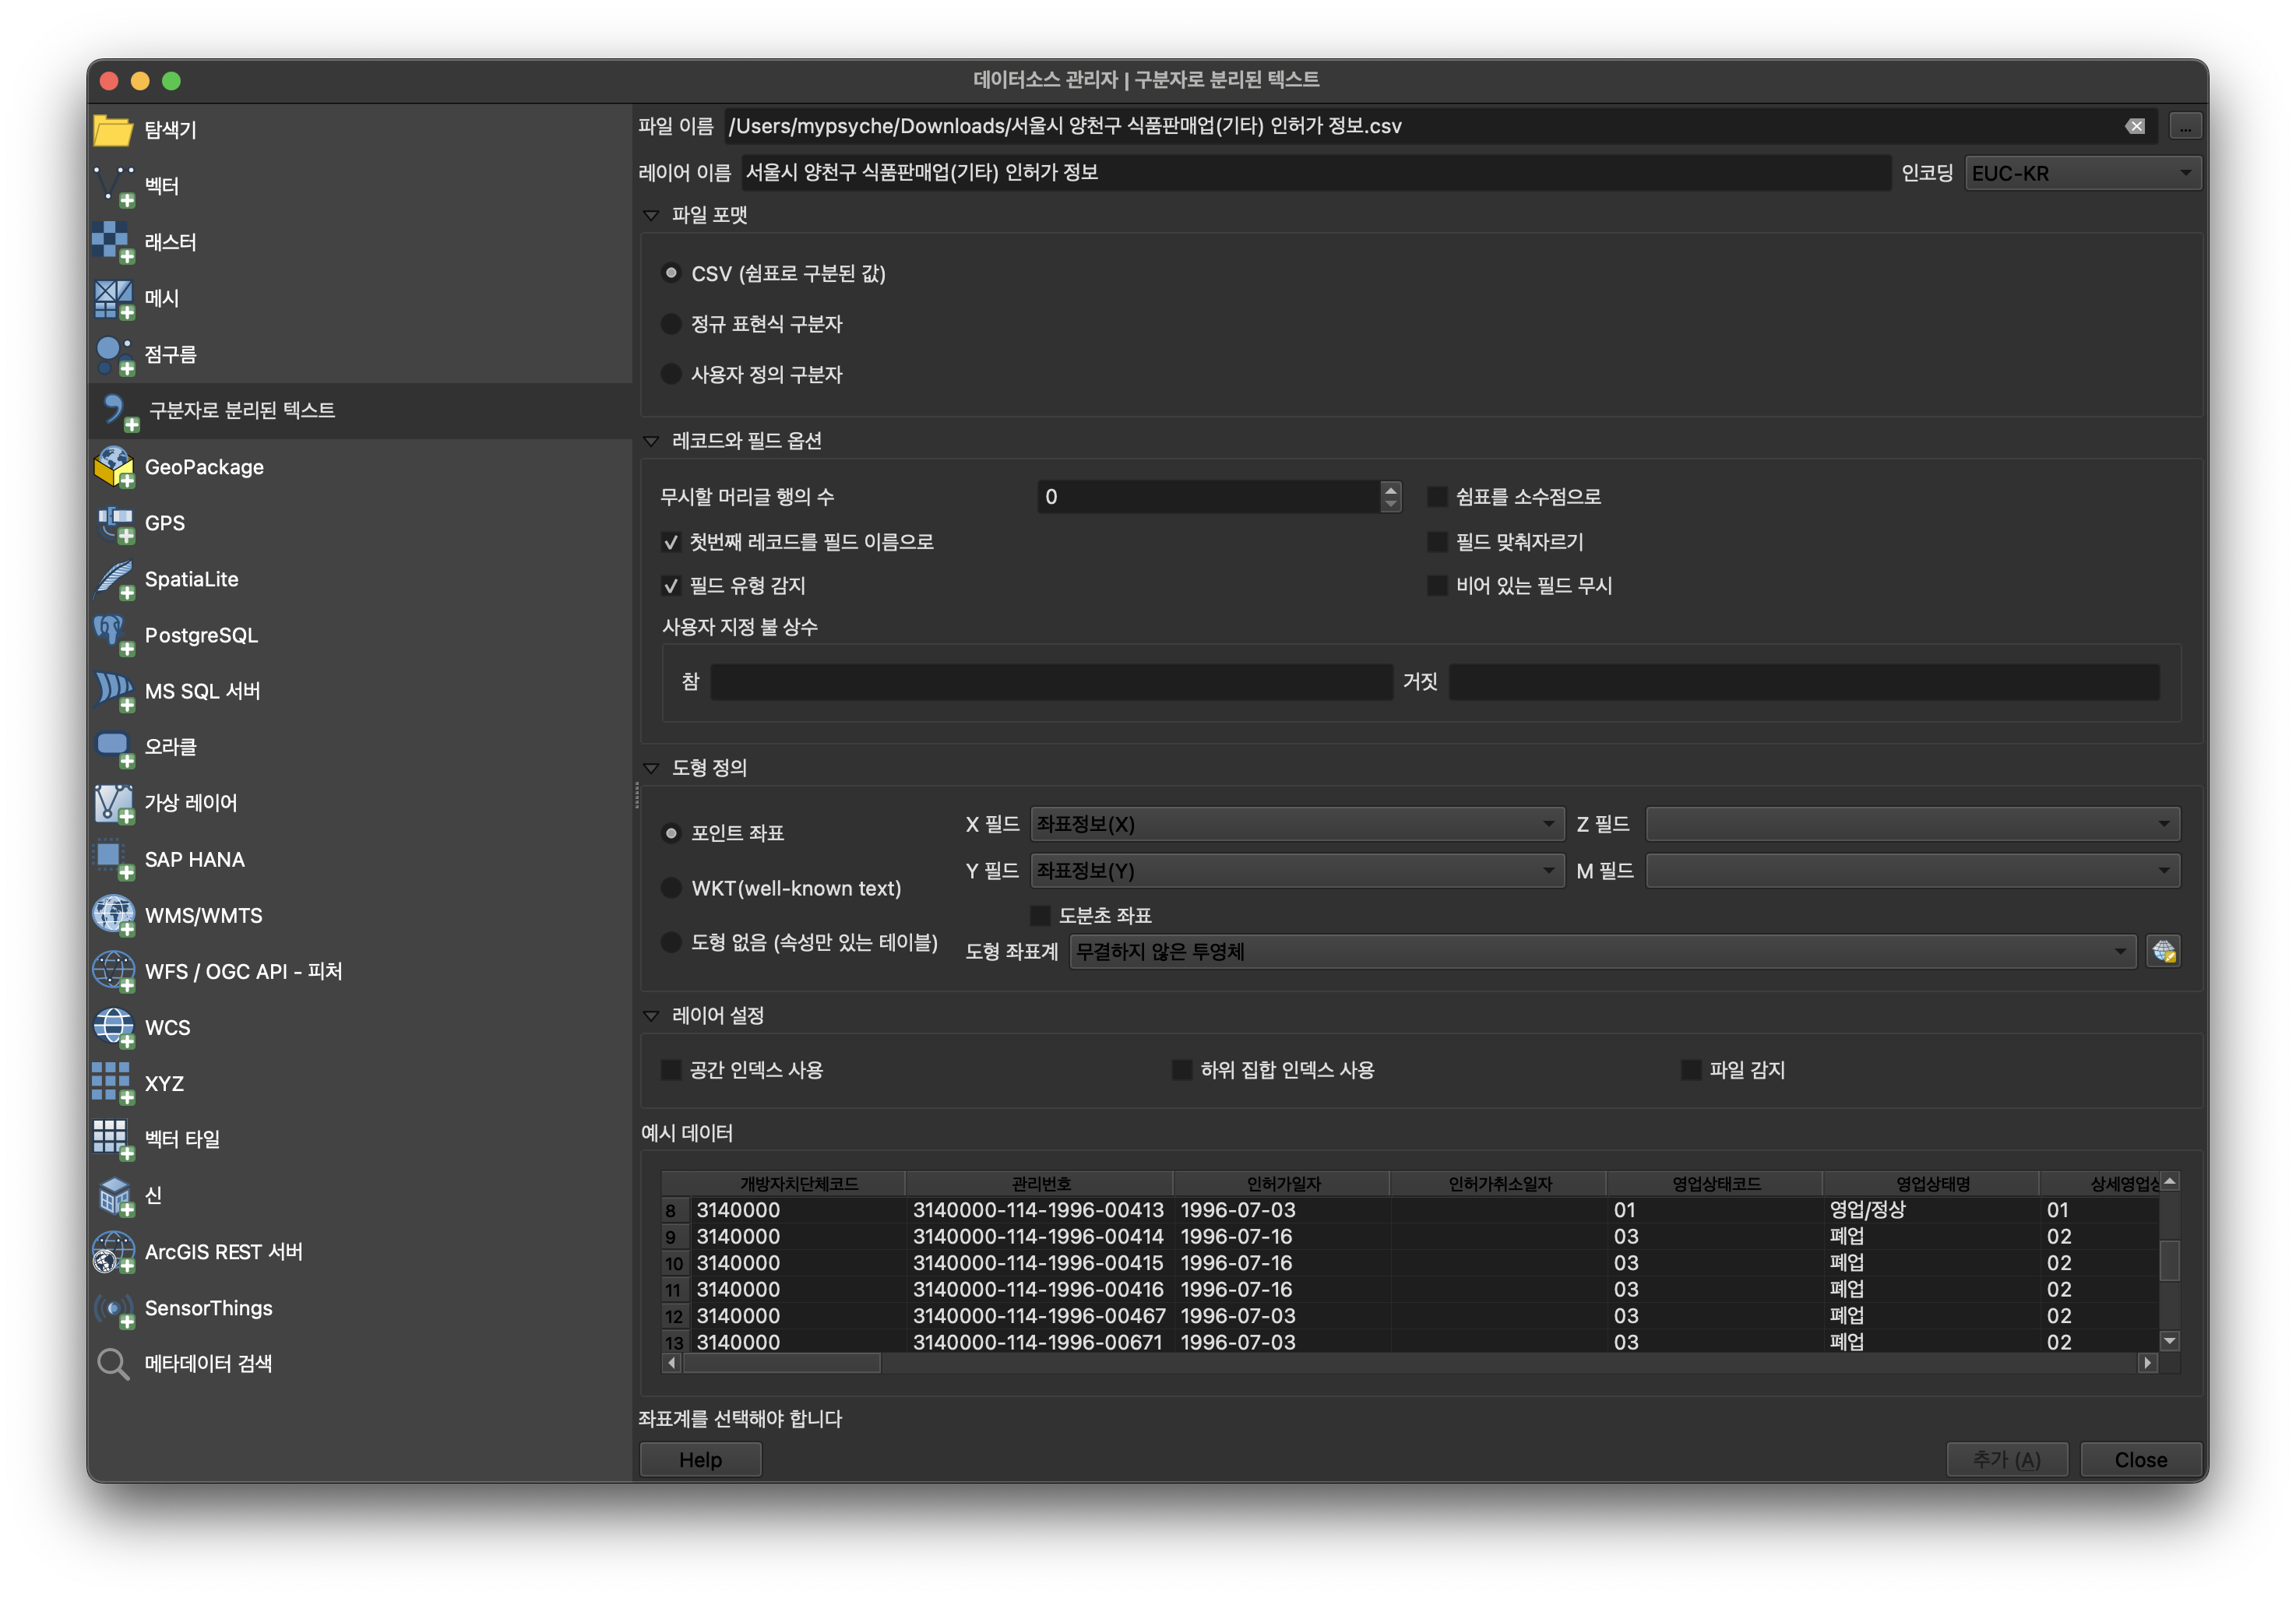 데이터소스 관리자 | 구분자로 분리된 텍스트
탐색기
벡터
래스터
메시
점구름
구분자로 분리된 텍스트
GeoPackage
GPS
SpatiaLite
PostgreSQL
MS SQL 서버
오라클
가상 레이어
SAP HANA
WMS/WMTS
WFS / OGC API - 피처
WCS
XYZ
벡터 타일
신
ArcGIS REST 서버
SensorThings
메타데이터 검색
파일 이름 /Users/mypsyche/Downloads/서울시 양천구 식품판매업(기타) 인허가 정보.csv ...
레이어 이름 서울시 양천구 식품판매업(기타) 인허가 정보 인코딩 EUC-KR
파일 포맷
CSV (쉼표로 구분된 값)
정규 표현식 구분자
사용자 정의 구분자
레코드와 필드 옵션
무시할 머리글 행의 수 0 쉼표를 소수점으로
첫번째 레코드를 필드 이름으로 필드 맞춰자르기
필드 유형 감지 비어 있는 필드 무시
사용자 지정 불 상수
참 거짓
도형 정의
포인트 좌표 X 필드 좌표정보(X) Z 필드
Y 필드 좌표정보(Y) M 필드
WKT(well-known text)
도분초 좌표
도형 없음 (속성만 있는 테이블) 도형 좌표계 무결하지 않은 투영체
레이어 설정
공간 인덱스 사용 하위 집합 인덱스 사용 파일 감지
예시 데이터
개방자치단체코드 관리번호 인허가일자 인허가취소일자 영업상태코드 영업상태명 상세영업상
8 3140000 3140000-114-1996-00413 1996-07-03 01 영업/정상 01
9 3140000 3140000-114-1996-00414 1996-07-16 03 폐업 02
10 3140000 3140000-114-1996-00415 1996-07-16 03 폐업 02
11 3140000 3140000-114-1996-00416 1996-07-16 03 폐업 02
12 3140000 3140000-114-1996-00467 1996-07-03 03 폐업 02
13 3140000 3140000-114-1996-00671 1996-07-03 03 폐업 02
좌표계를 선택해야 합니다
Help 추가 (A) Close